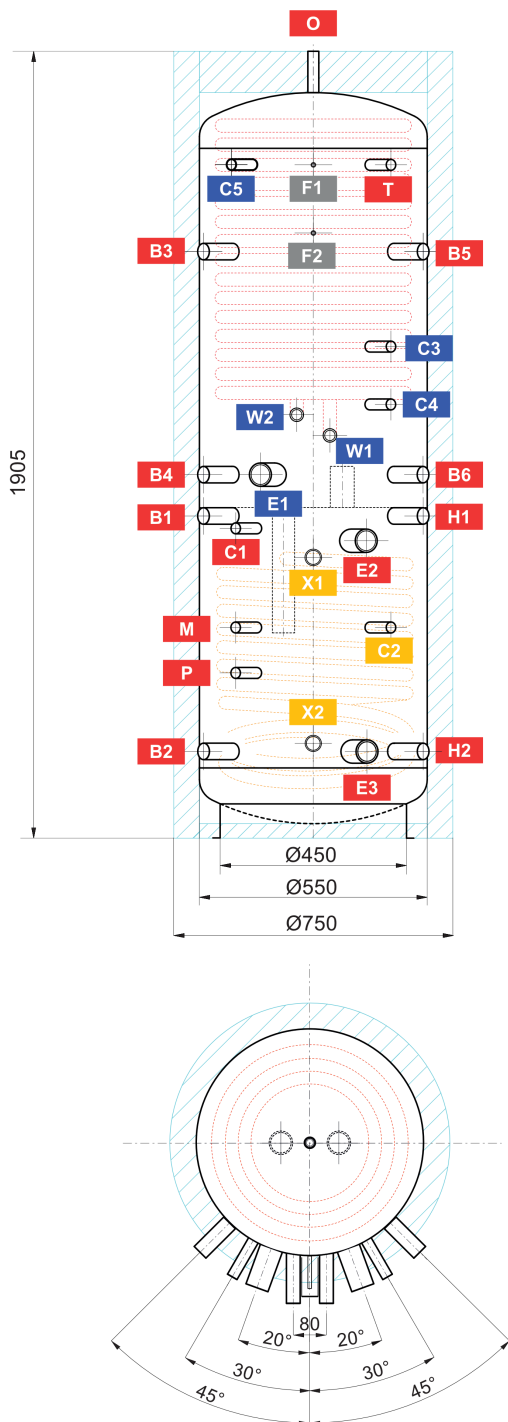 O
C5 F1 T
B3 F2 B5
C3
C4
W2
W1
1905
B4 B6
E1
B1 H1
C1 E2
X1
M C2
P
X2
B2 H2
E3
Ø450
Ø550
Ø750
80
20° 20°
30° 30°
45° 45°